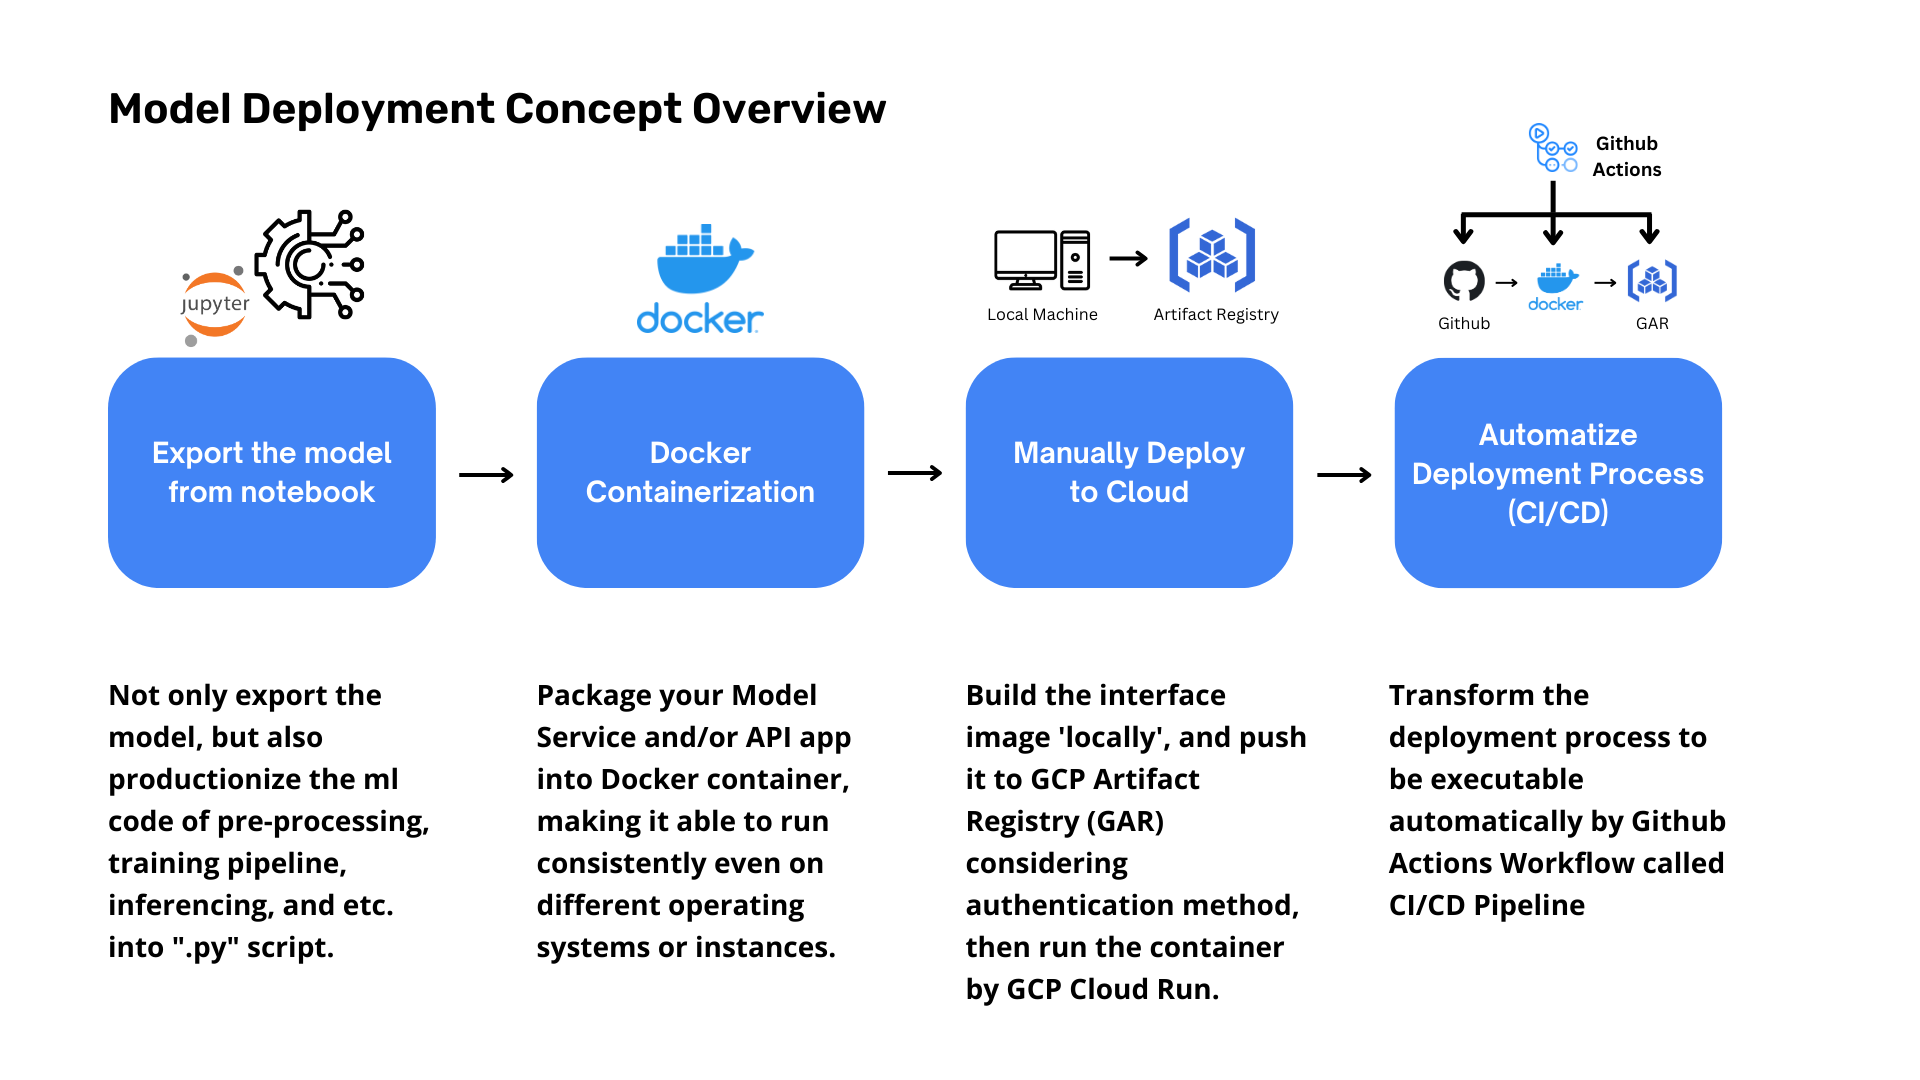 Model Deployment Concept Overview
Github
Actions
jupyter
docker
Local Machine
Artifact Registry
Github
docker
GAR
Export the model
from notebook
Docker
Containerization
Manually Deploy
to Cloud
Automatize
Deployment Process
(CI/CD)
Not only export the
model, but also
productionize the ml
code of pre-processing,
training pipeline,
inferencing, and etc.
into ".py" script.
Package your Model
Service and/or API app
into Docker container,
making it able to run
consistently even on
different operating
systems or instances.
Build the interface
image 'locally', and push
it to GCP Artifact
Registry (GAR)
considering
authentication method,
then run the container
by GCP Cloud Run.
Transform the
deployment process to
be executable
automatically by Github
Actions Workflow called
CI/CD Pipeline